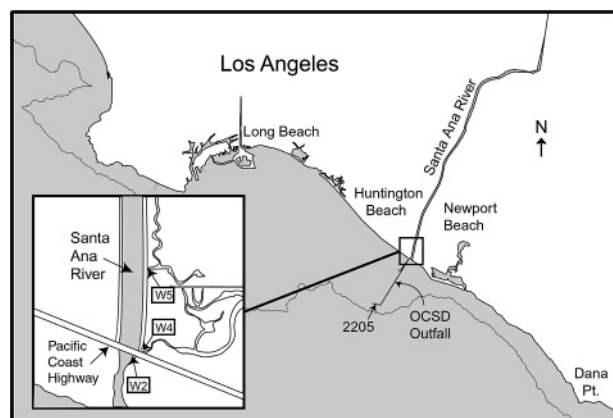 Los Angeles
Long Beach
Santa Ana River
N
Huntington
Beach
Newport
Beach
2205
OCSD
Outfall
Dana
Pt.
Santa
Ana
River
W5
W4
Pacific
Coast
Highway
W2